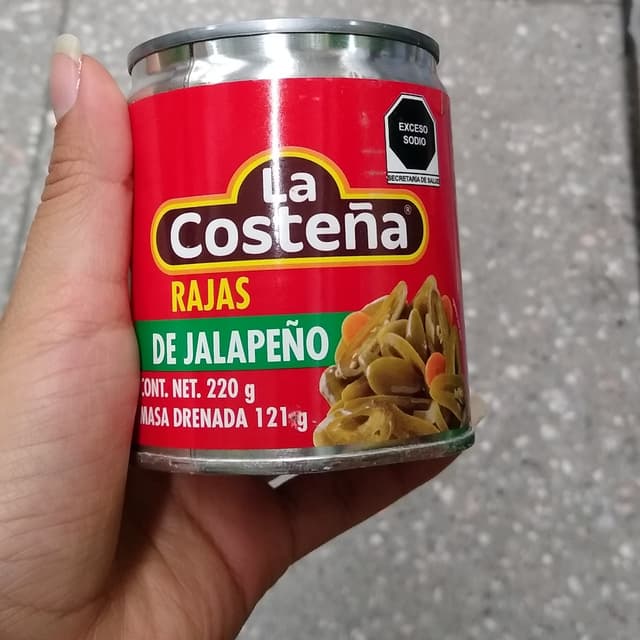 EXCESO
SODIO
SECRETARÍA DE SALUD
La
Costeña®
RAJAS
DE JALAPEÑO
CONT. NET. 220 g
MASA DRENADA 121 g